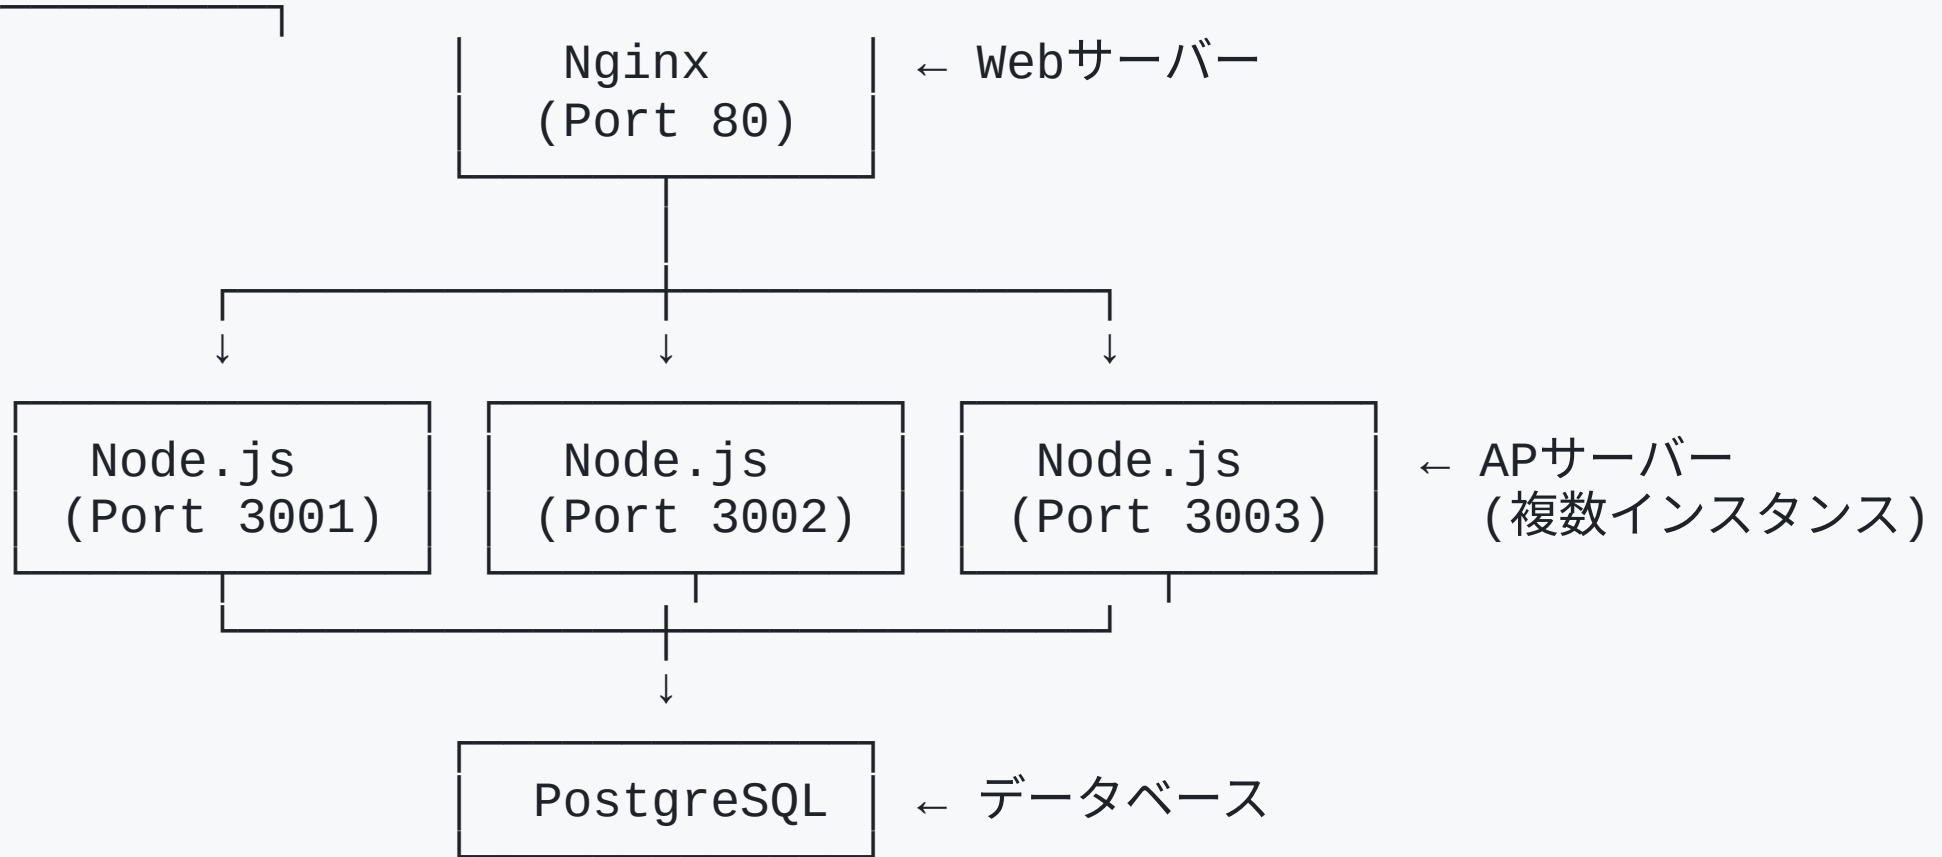 Nginx ← Webサーバー
(Port 80)
↓ ↓ ↓
Node.js Node.js Node.js ← APサーバー
(Port 3001) (Port 3002) (Port 3003) (複数インスタンス)
↓
PostgreSQL ← データベース